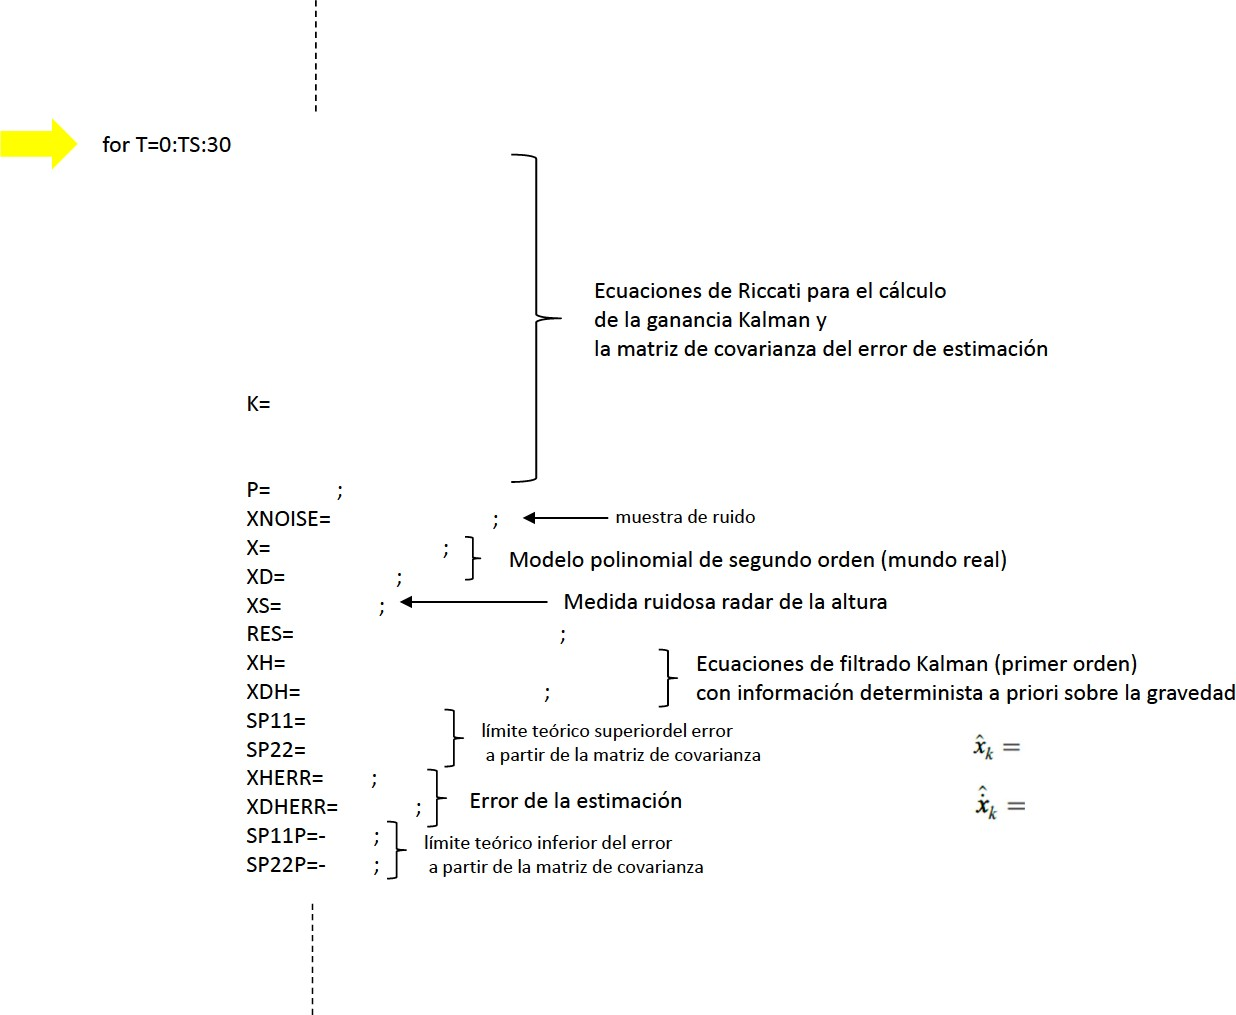 for T=0:TS:30
Ecuaciones de Riccati para el cálculo
de la ganancia Kalman y
la matriz de covarianza del error de estimación
K=
P= ;
XNOISE= ; muestra de ruido
X= ;
Modelo polinomial de segundo orden (mundo real)
XD= ;
XS= ; Medida ruidosa radar de la altura
RES= ;
XH=
Ecuaciones de filtrado Kalman (primer orden)
XDH= ;
con información determinista a priori sobre la gravedad
SP11=
límite teórico superiordel error
SP22=
a partir de la matriz de covarianza
x̂ₖ =
XHERR= ;
Error de la estimación
XDHERR= ;
ẋ̂ₖ =
SP11P=- ;
límite teórico inferior del error
SP22P=- ;
a partir de la matriz de covarianza